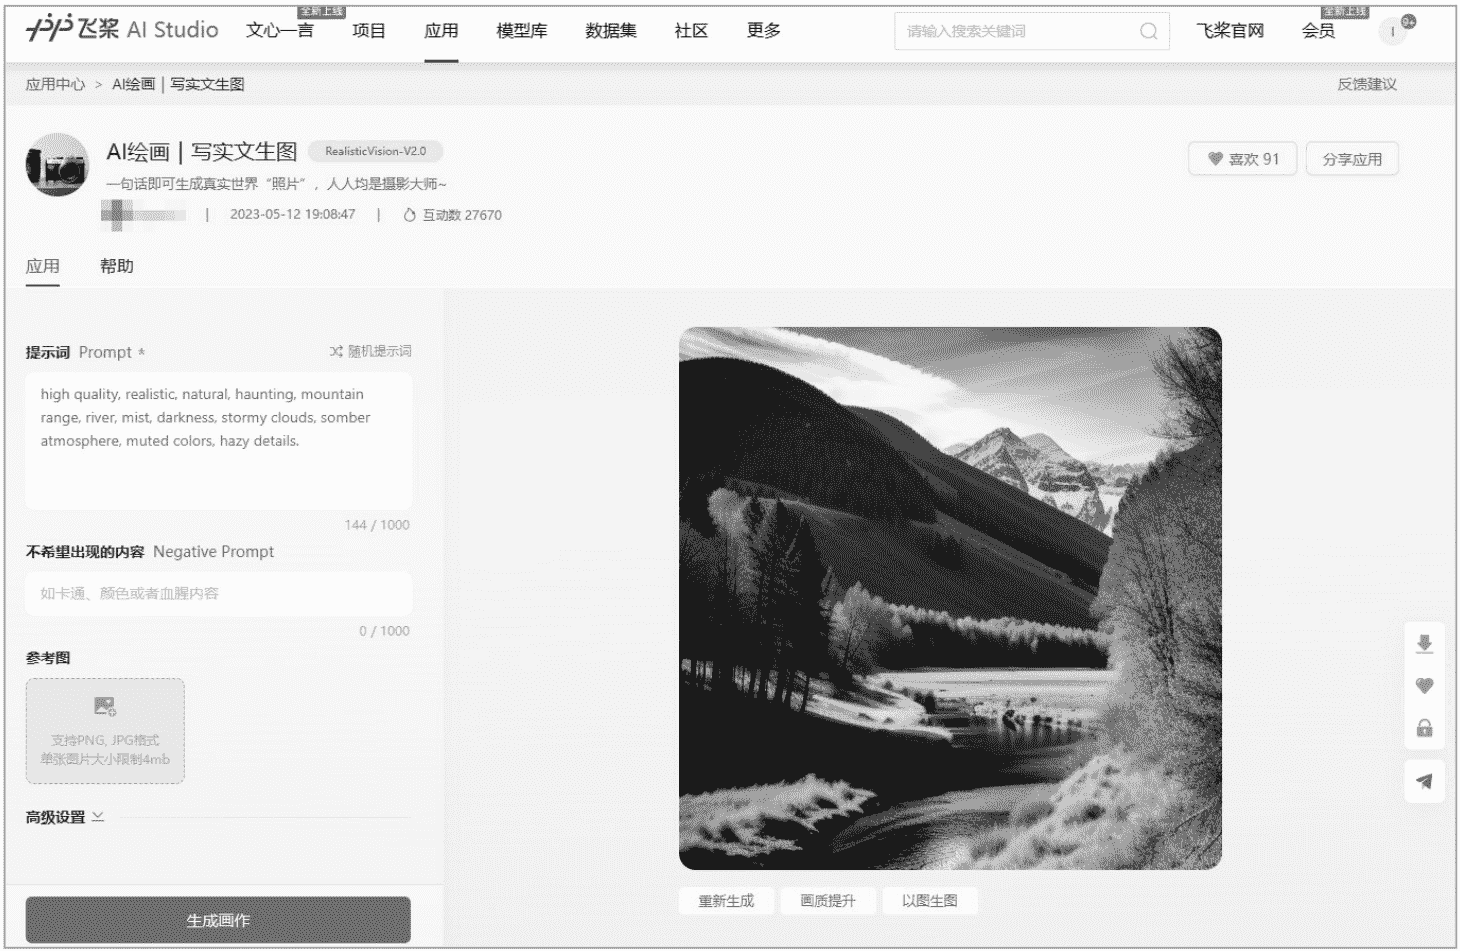 飞桨 AI Studio 文心一言 全新上线 项目 应用 模型库 数据集 社区 更多 请输入搜索关键词 飞桨官网 会员 全新上线 I 9+
应用中心 > AI绘画 | 写实文生图 反馈建议
AI绘画 | 写实文生图 RealisticVision-V2.0 喜欢 91 分享应用
一句话即可生成真实世界“照片”，人人均是摄影大师~
| 2023-05-12 19:08:47 | 互动数 27670
应用 帮助
提示词 Prompt * 随机提示词
high quality, realistic, natural, haunting, mountain
range, river, mist, darkness, stormy clouds, somber
atmosphere, muted colors, hazy details.
144 / 1000
不希望出现的内容 Negative Prompt
如卡通、颜色或者血腥内容
0 / 1000
参考图
支持PNG, JPG格式
单张图片大小限制4mb
高级设置
生成画作
重新生成 画质提升 以图生图